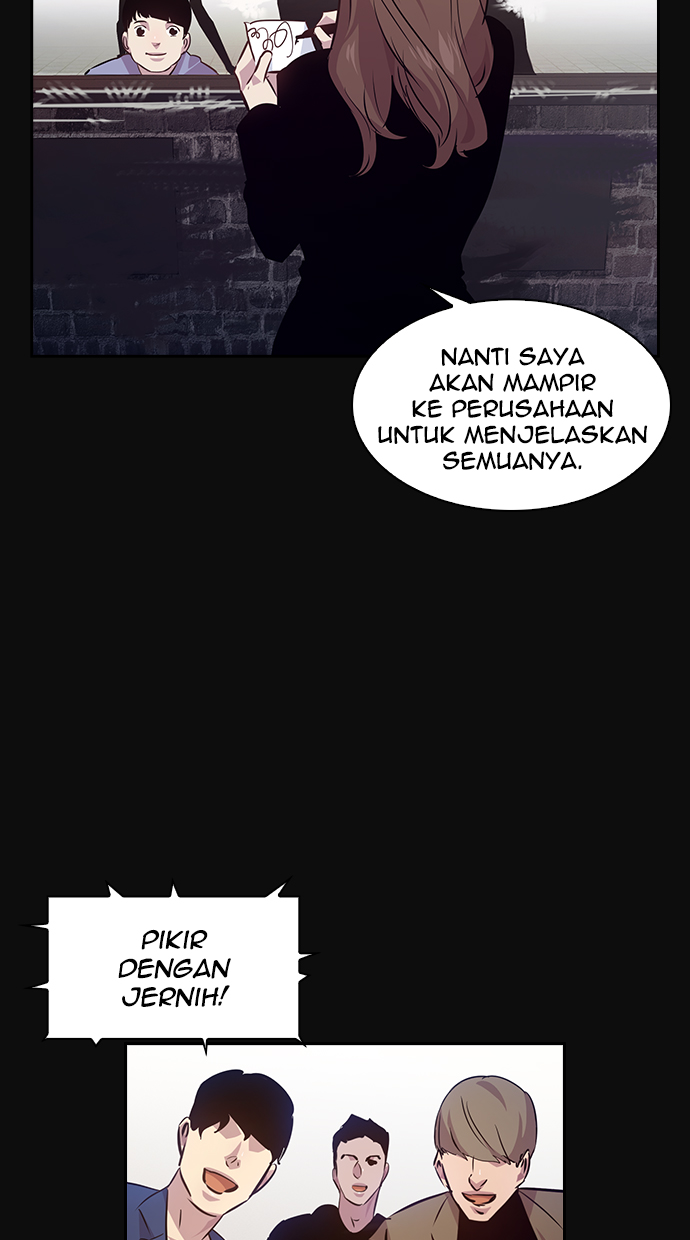 NANTI SAYA
AKAN MAMPIR
KE PERUSAHAAN
UNTUK MENJELASKAN
SEMUANYA.
PIKIR
DENGAN
JERNIH!